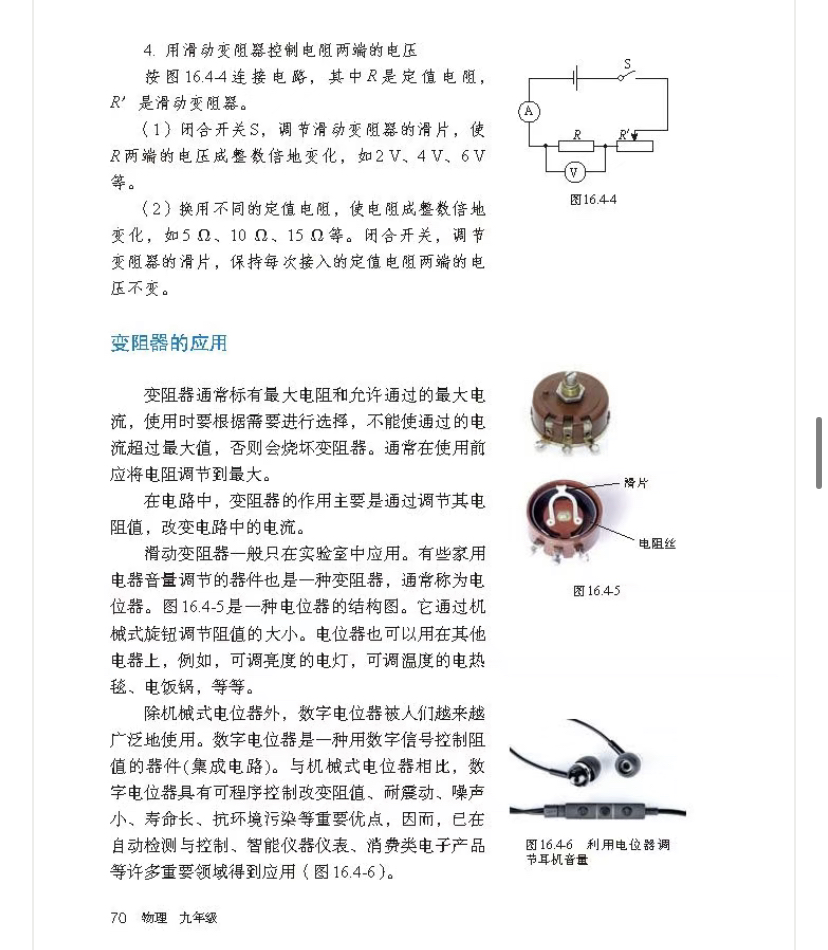 4. 用滑动变阻器控制电阻两端的电压
按图16.4-4连接电路，其中R是定值电阻，
R′是滑动变阻器。
（1）闭合开关S，调节滑动变阻器的滑片，使
R两端的电压成整数倍地变化，如2 V、4 V、6 V
等。
（2）换用不同的定值电阻，使电阻成整数倍地
变化，如5 Ω、10 Ω、15 Ω等。闭合开关，调节
变阻器的滑片，保持每次接入的定值电阻两端的电
压不变。
S
A
R
R′
V
图16.4-4
变阻器的应用
变阻器通常标有最大电阻和允许通过的最大电
流，使用时要根据需要进行选择，不能使通过的电
流超过最大值，否则会烧坏变阻器。通常在使用前
应将电阻调节到最大。
在电路中，变阻器的作用主要是通过调节其电
阻值，改变电路中的电流。
滑动变阻器一般只在实验室中应用。有些家用
电器音量调节的器件也是一种变阻器，通常称为电
位器。图16.4-5是一种电位器的结构图。它通过机
械式旋钮调节阻值的大小。电位器也可以用在其他
电器上，例如，可调亮度的电灯，可调温度的电热
毯、电饭锅，等等。
滑片
电阻丝
图16.4-5
除机械式电位器外，数字电位器被人们越来越
广泛地使用。数字电位器是一种用数字信号控制阻
值的器件(集成电路)。与机械式电位器相比，数
字电位器具有可程序控制改变阻值、耐震动、噪声
小、寿命长、抗环境污染等重要优点，因而，已在
自动检测与控制、智能仪器仪表、消费类电子产品
等许多重要领域得到应用（图16.4-6）。
图16.4-6 利用电位器调
节耳机音量
70 物理 九年级